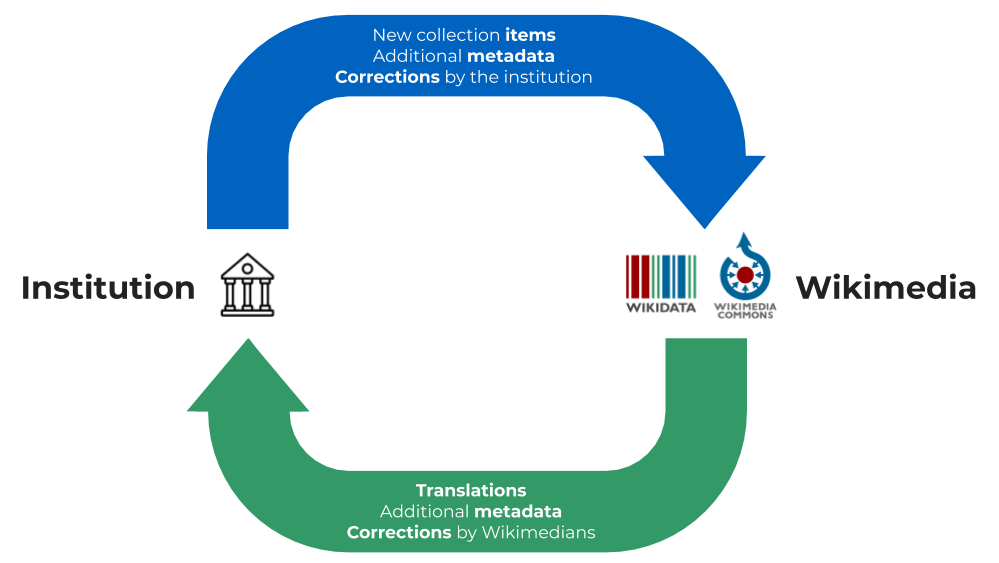 New collection items
Additional metadata
Corrections by the institution
Institution
WIKIDATA
WIKIMEDIA
COMMONS
Wikimedia
Translations
Additional metadata
Corrections by Wikimedians